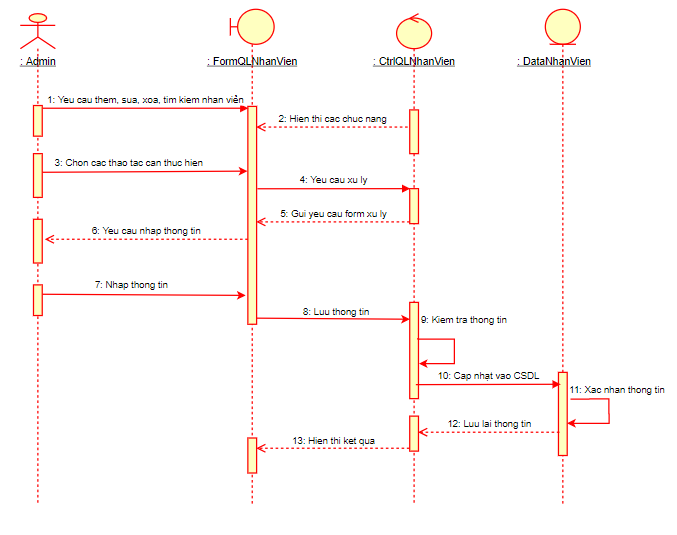 : Admin
: FormQLNhanVien
: CtrlQLNhanVien
: DataNhanVien
1: Yeu cau them, sua, xoa, tim kiem nhan viên
2: Hien thi cac chuc nang
3: Chon cac thao tac can thuc hien
4: Yeu cau xu ly
5: Gui yeu cau form xu ly
6: Yeu cau nhap thong tin
7: Nhap thong tin
8: Luu thong tin
9: Kiem tra thong tin
10: Cap nhật vao CSDL
11: Xac nhan thong tin
12: Luu lai thong tin
13: Hien thi ket qua